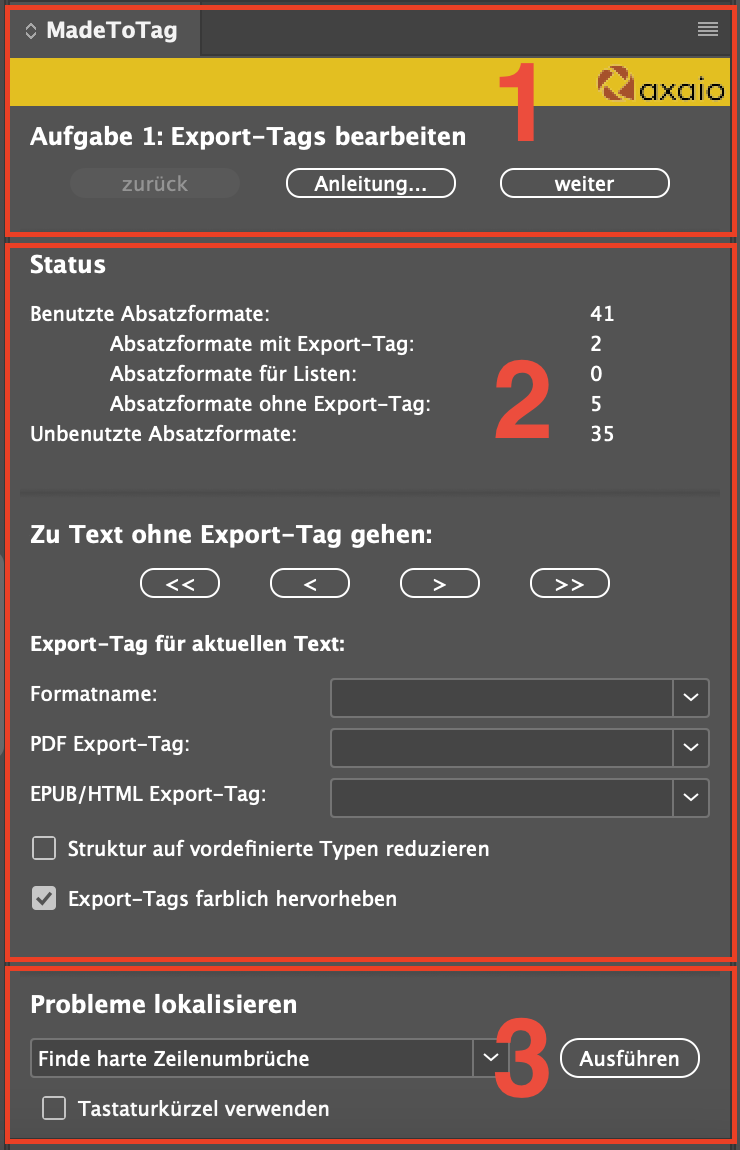 MadeToTag
1
axaio
Aufgabe 1: Export-Tags bearbeiten
zurück
Anleitung...
weiter
Status
Benutzte Absatzformate: 41
Absatzformate mit Export-Tag: 2
Absatzformate für Listen: 0
2
Absatzformate ohne Export-Tag: 5
Unbenutzte Absatzformate: 35
Zu Text ohne Export-Tag gehen:
<< < > >>
Export-Tag für aktuellen Text:
Formatname:
PDF Export-Tag:
EPUB/HTML Export-Tag:
Struktur auf vordefinierte Typen reduzieren
Export-Tags farblich hervorheben
Probleme lokalisieren
Finde harte Zeilenumbrüche
3
Ausführen
Tastaturkürzel verwenden